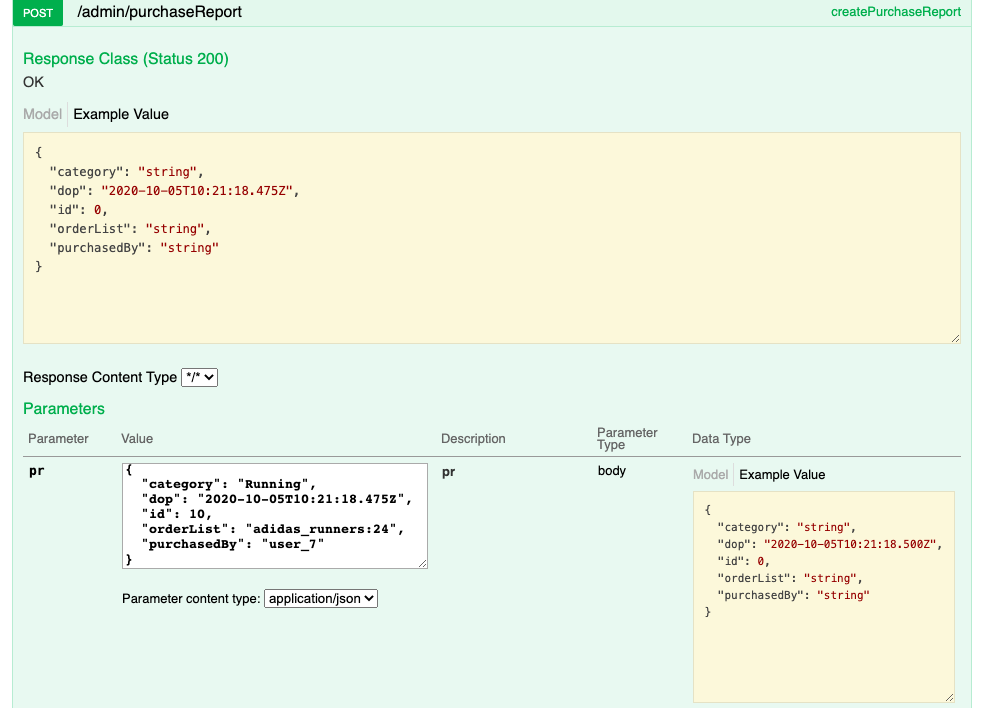 POST /admin/purchaseReport createPurchaseReport
Response Class (Status 200)
OK
Model Example Value
{
"category": "string",
"dop": "2020-10-05T10:21:18.475Z",
"id": 0,
"orderList": "string",
"purchasedBy": "string"
}
Response Content Type */*
Parameters
Parameter Value Description Parameter Type Data Type
pr
{
"category": "Running",
"dop": "2020-10-05T10:21:18.475Z",
"id": 10,
"orderList": "adidas_runners:24",
"purchasedBy": "user_7"
}
Parameter content type: application/json
pr
body
Model Example Value
{
"category": "string",
"dop": "2020-10-05T10:21:18.500Z",
"id": 0,
"orderList": "string",
"purchasedBy": "string"
}